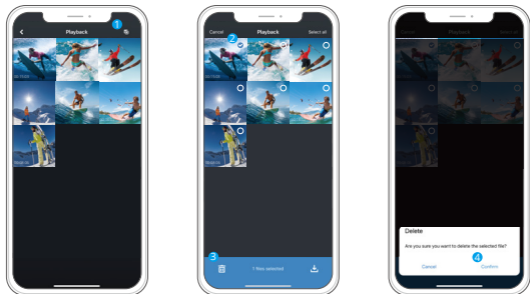 1
Playback
2
Cancel
Playback
Select all
3
1 files selected
Delete
Are you sure you want to delete the selected file?
4
Cancel
Confirm